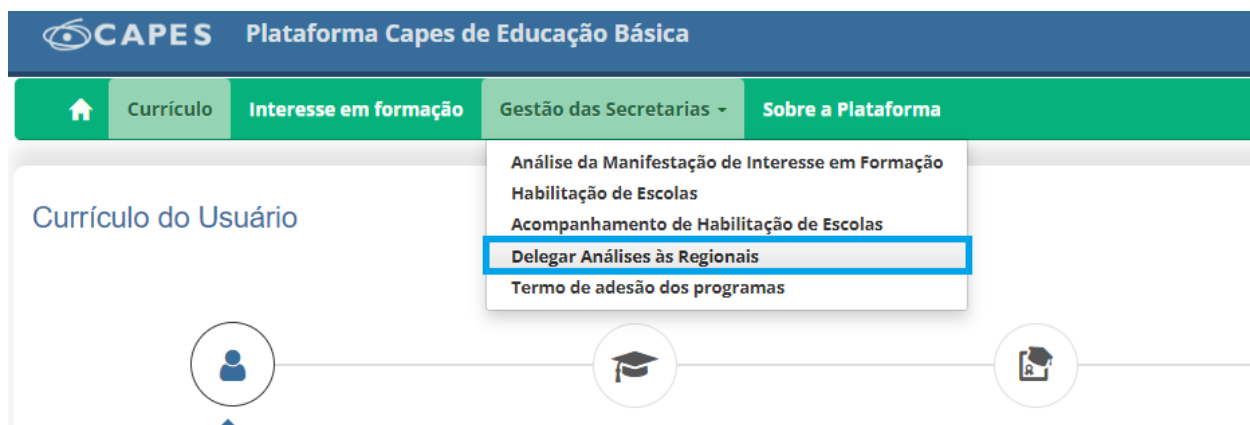 CAPES Plataforma Capes de Educação Básica
Currículo Interesse em formação Gestão das Secretarias Sobre a Plataforma
Análise da Manifestação de Interesse em Formação
Habilitação de Escolas
Acompanhamento de Habilitação de Escolas
Delegar Análises às Regionais
Termo de adesão dos programas
Currículo do Usuário